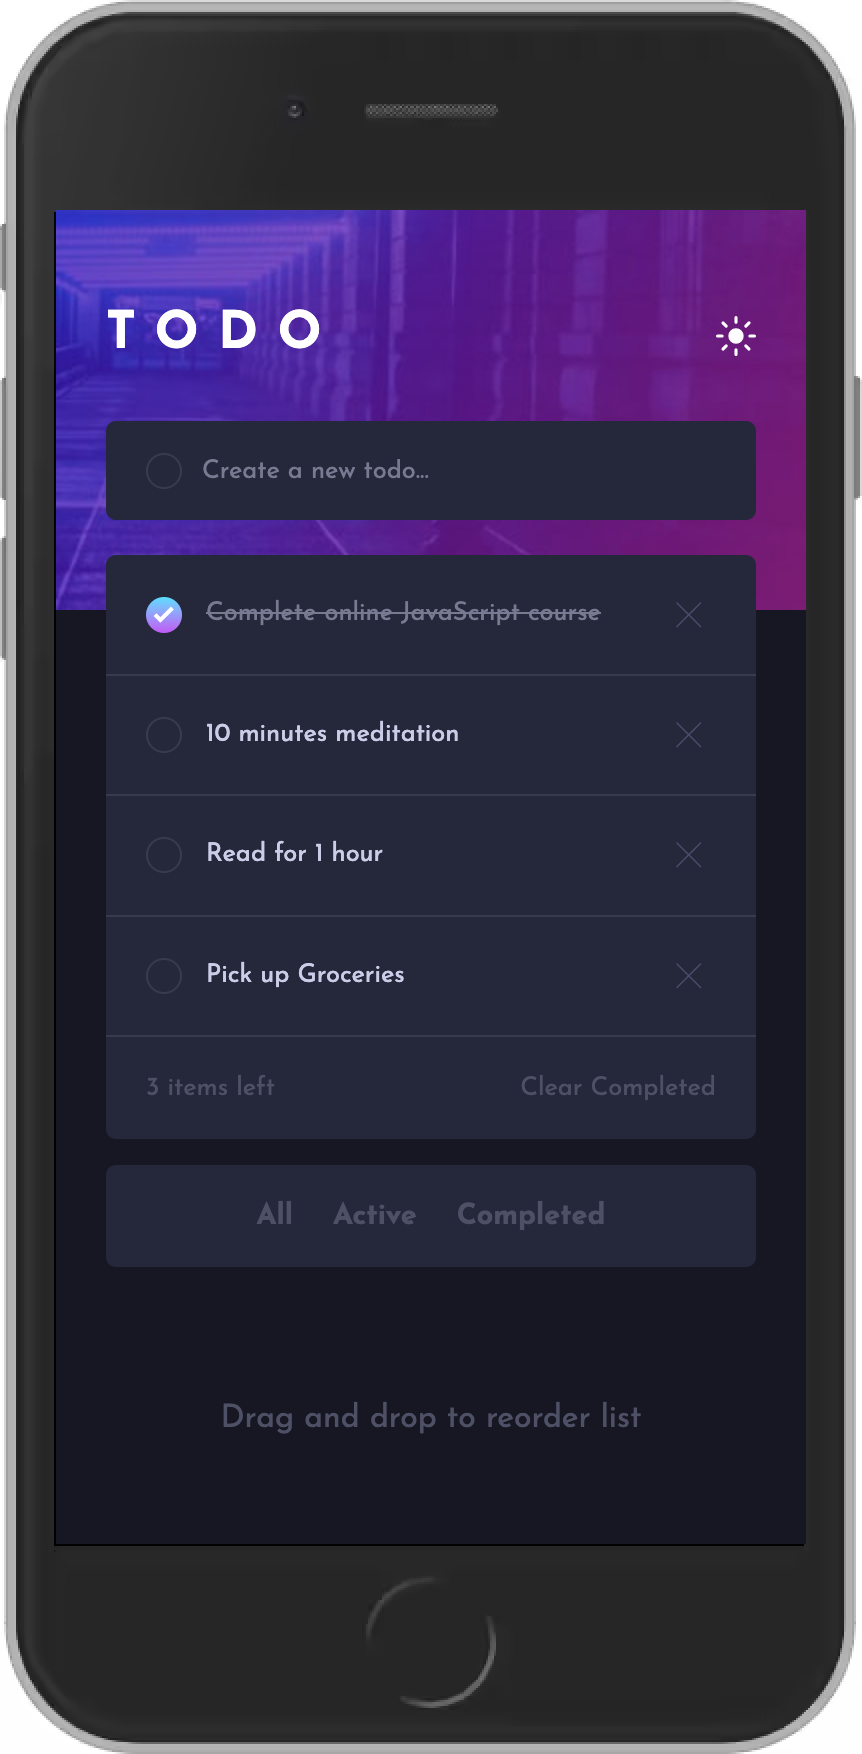 TODO
Create a new todo...
Complete online JavaScript course
10 minutes meditation
Read for 1 hour
Pick up Groceries
3 items left Clear Completed
All Active Completed
Drag and drop to reorder list